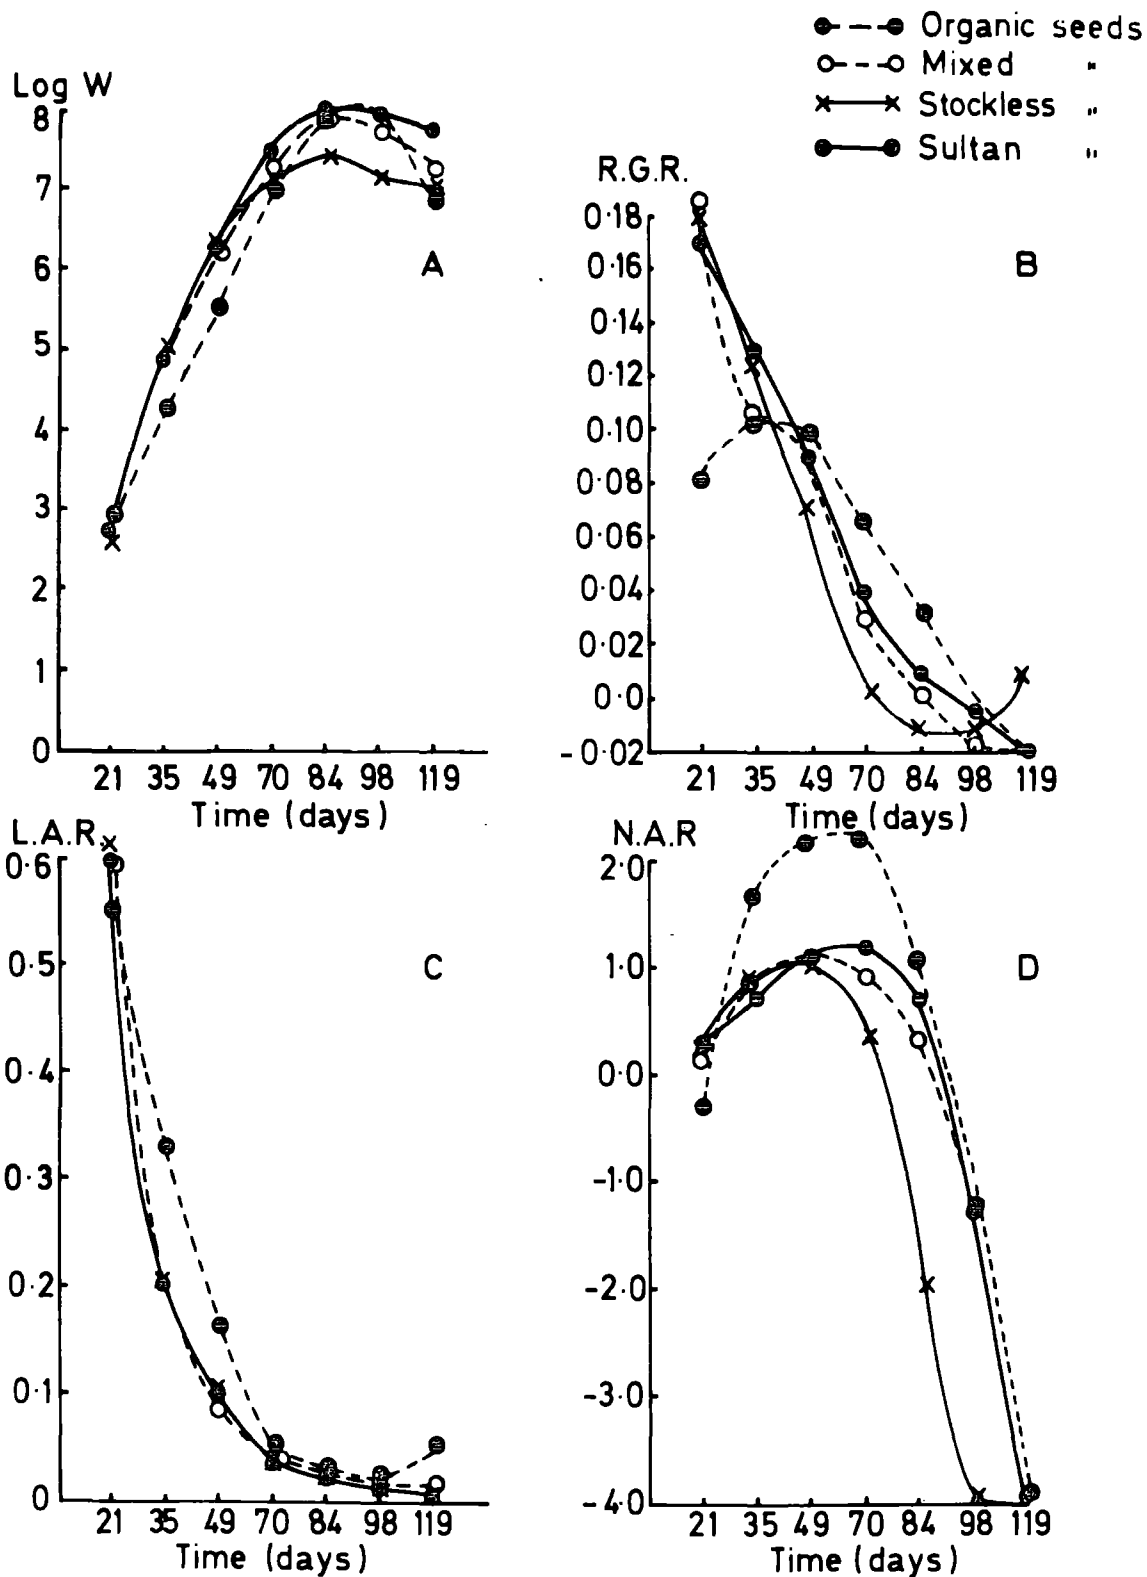 Organic seeds
Mixed "
Stockless "
Sultan "
Log W
8
7
6
5
4
3
2
1
0
21 35 49 70 84 98 119
Time (days)
A
R.G.R.
0·18
0·16
0·14
0·12
0·10
0·08
0·06
0·04
0·02
0·0
-0·02
21 35 49 70 84 98 119
Time (days)
B
L.A.R
0·6
0·5
0·4
0·3
0·2
0·1
0
21 35 49 70 84 98 119
Time (days)
C
N.A.R
2·0
1·0
0·0
-1·0
-2·0
-3·0
-4·0
21 35 49 70 84 98 119
Time (days)
D